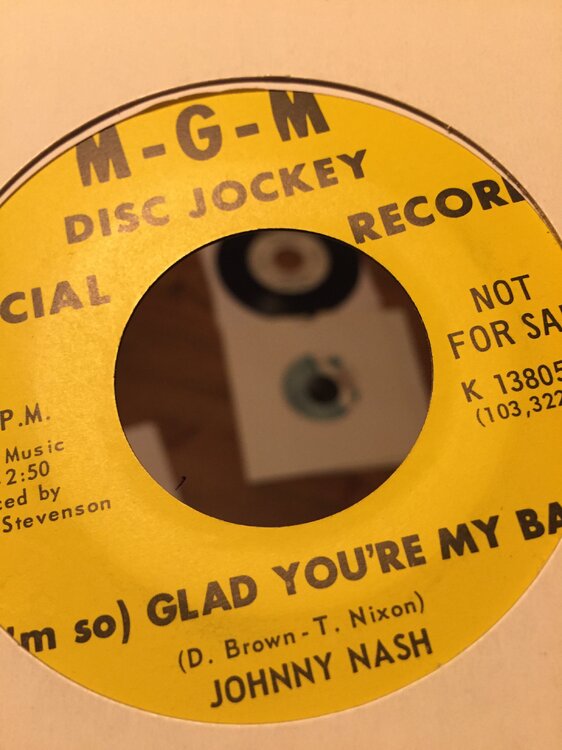 M-G-M
DISC JOCKEY
CIAL RECOR
NOT
FOR SA
K 13805
(103,322
P.M.
Music
2:50
ced by
Stevenson
'm so) GLAD YOU'RE MY BA
(D. Brown - T. Nixon)
JOHNNY NASH